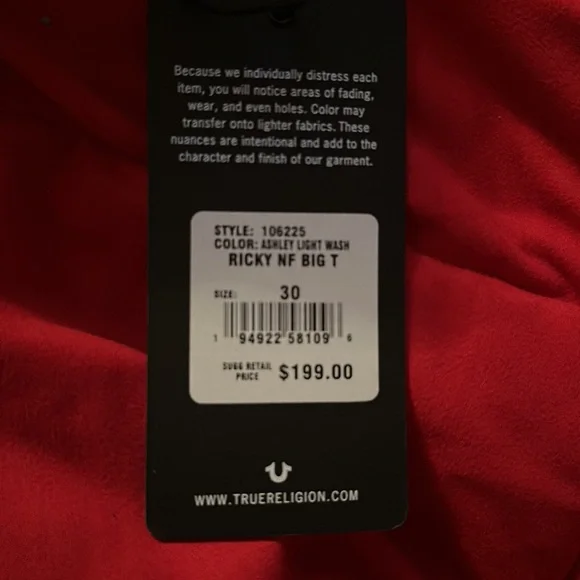 Because we individually distress each
item, you will notice areas of fading,
wear, and even holes. Color may
transfer onto lighter fabrics. These
nuances are intentional and add to the
character and finish of our garment.
STYLE: 106225
COLOR: ASHLEY LIGHT WASH
RICKY NF BIG T
SIZE: 30
1 94922 58109 6
SUGG RETAIL
PRICE $199.00
WWW.TRUERELIGION.COM